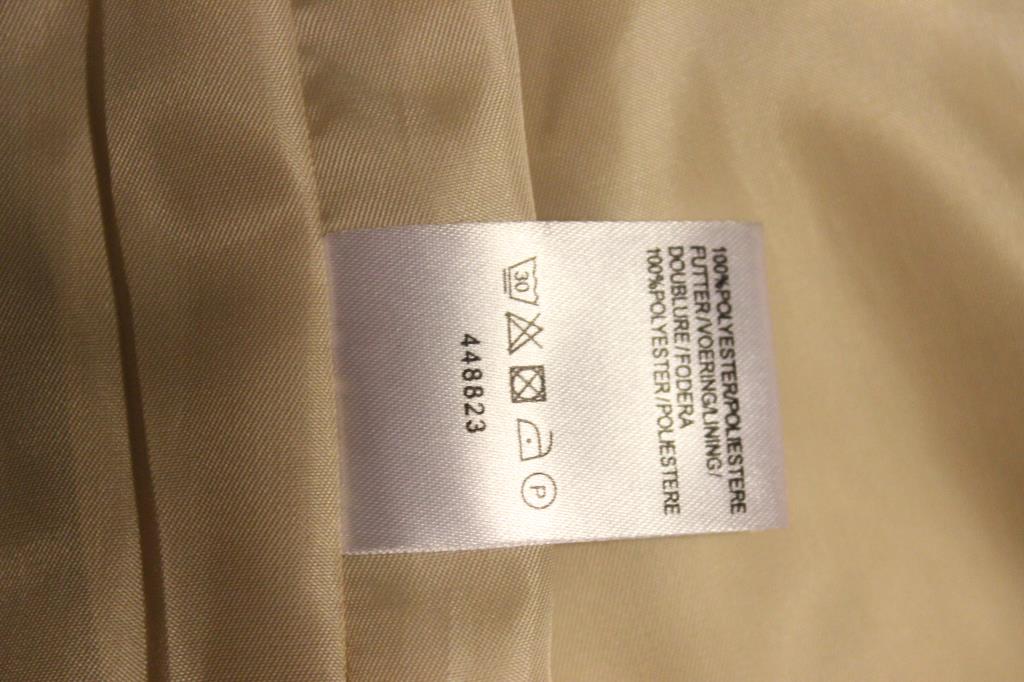 100%POLYESTER/POLIESTERE
FUTTER/VOERING/LINING/
DOUBLURE/FODERA
100%POLYESTER/POLIESTERE
30 P
448823